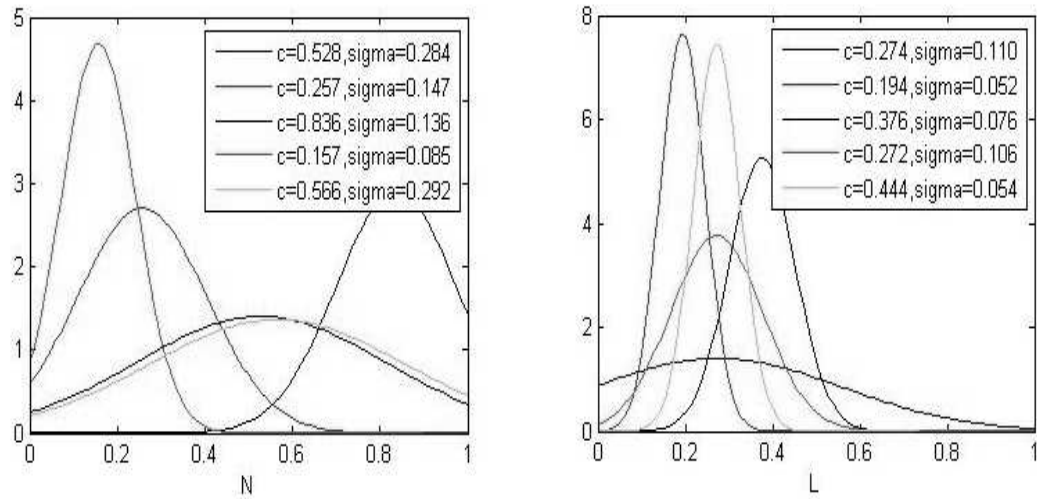 5
4
3
2
1
0
0
0.2
0.4
0.6
0.8
1
N
c=0.528,sigma=0.284
c=0.257,sigma=0.147
c=0.836,sigma=0.136
c=0.157,sigma=0.085
c=0.566,sigma=0.292
8
6
4
2
0
0
0.2
0.4
0.6
0.8
1
L
c=0.274,sigma=0.110
c=0.194,sigma=0.052
c=0.376,sigma=0.076
c=0.272,sigma=0.106
c=0.444,sigma=0.054